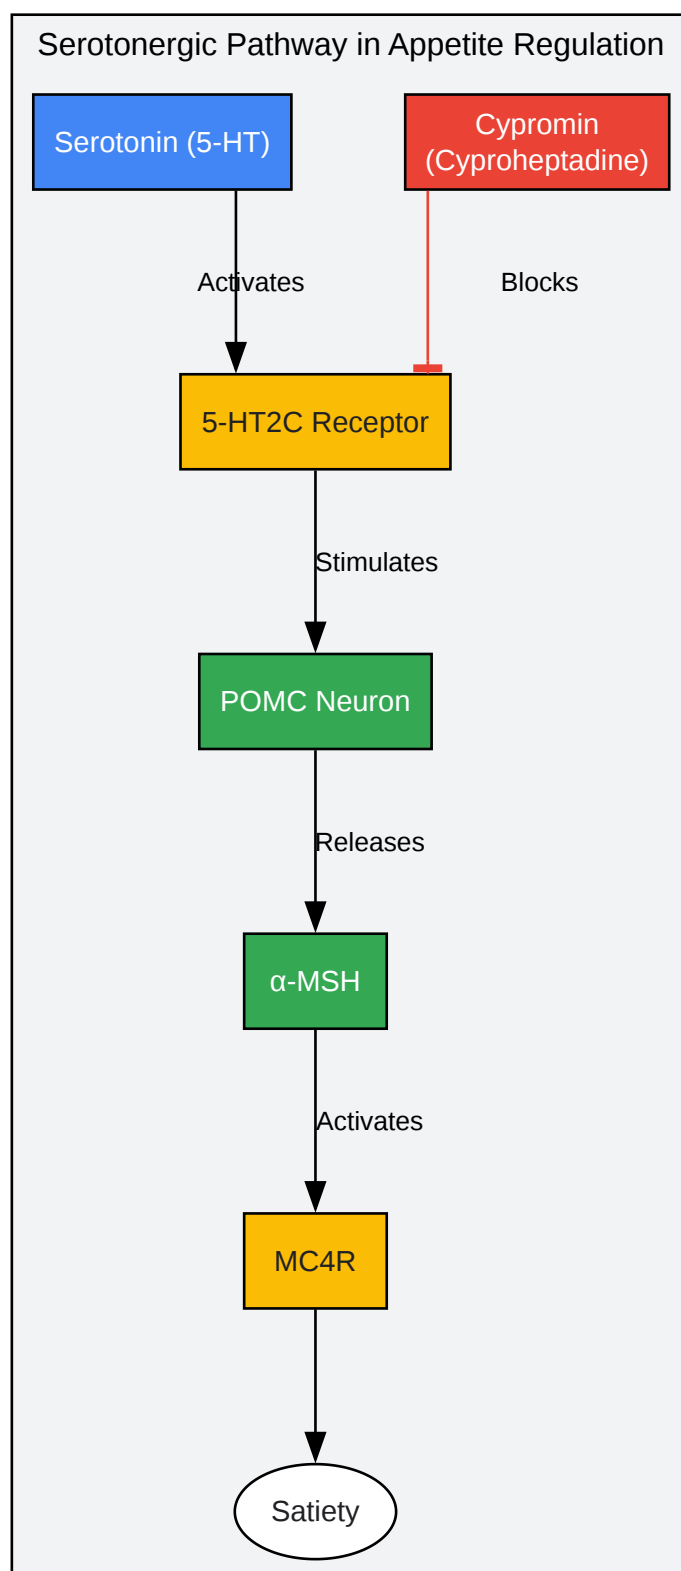 Serotonergic Pathway in Appetite Regulation
Serotonin (5-HT)
Cypromin
(Cyproheptadine)
Activates
Blocks
5-HT2C Receptor
Stimulates
POMC Neuron
Releases
α-MSH
Activates
MC4R
Satiety